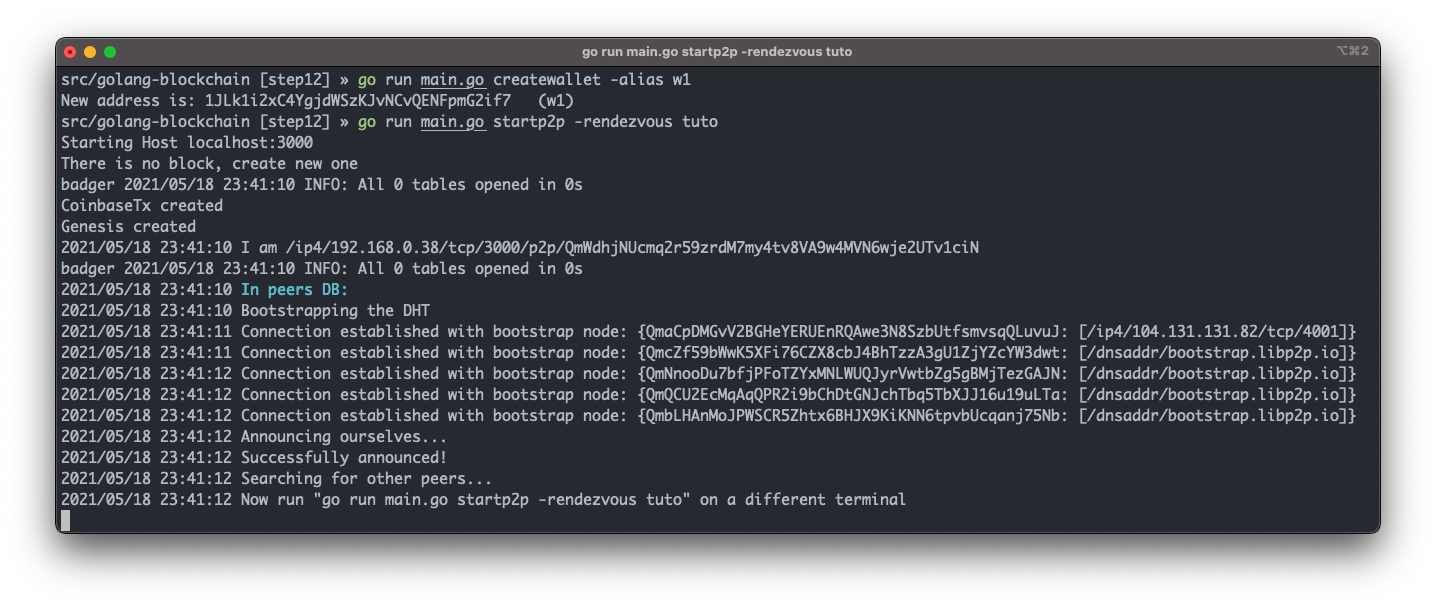 go run main.go startp2p -rendezvous tuto
⌥⌘2
src/golang-blockchain [step12] » go run main.go createwallet -alias w1
New address is: 1JLk1i2xC4YgjdWSzKJvNCvQENFpmG2if7 (w1)
src/golang-blockchain [step12] » go run main.go startp2p -rendezvous tuto
Starting Host localhost:3000
There is no block, create new one
badger 2021/05/18 23:41:10 INFO: All 0 tables opened in 0s
CoinbaseTx created
Genesis created
2021/05/18 23:41:10 I am /ip4/192.168.0.38/tcp/3000/p2p/QmWdhjNUcmq2r59zrdM7my4tv8VA9w4MVN6wje2UTv1ciN
badger 2021/05/18 23:41:10 INFO: All 0 tables opened in 0s
2021/05/18 23:41:10 In peers DB:
2021/05/18 23:41:10 Bootstrapping the DHT
2021/05/18 23:41:11 Connection established with bootstrap node: {QmaCpDMGvV2BGHeYERUEnRQAwe3N8SzbUtfsmvsqQLuvuJ: [/ip4/104.131.131.82/tcp/4001]}
2021/05/18 23:41:11 Connection established with bootstrap node: {QmcZf59bWwK5XFi76CZX8cbJ4BhTzzA3gU1ZjYZcYW3dwt: [/dnsaddr/bootstrap.libp2p.io]}
2021/05/18 23:41:12 Connection established with bootstrap node: {QmNnooDu7bfjPFoTZYxMNLWUQJyrVwtbZg5gBMjTezGAJN: [/dnsaddr/bootstrap.libp2p.io]}
2021/05/18 23:41:12 Connection established with bootstrap node: {QmQCU2EcMqAqQPR2i9bChDtGNJchTbq5TbXJJ16u19uLTa: [/dnsaddr/bootstrap.libp2p.io]}
2021/05/18 23:41:12 Connection established with bootstrap node: {QmbLHAnMoJPWSCR5Zhtx6BHJX9KiKNN6tpvbUcqanj75Nb: [/dnsaddr/bootstrap.libp2p.io]}
2021/05/18 23:41:12 Announcing ourselves...
2021/05/18 23:41:12 Successfully announced!
2021/05/18 23:41:12 Searching for other peers...
2021/05/18 23:41:12 Now run "go run main.go startp2p -rendezvous tuto" on a different terminal